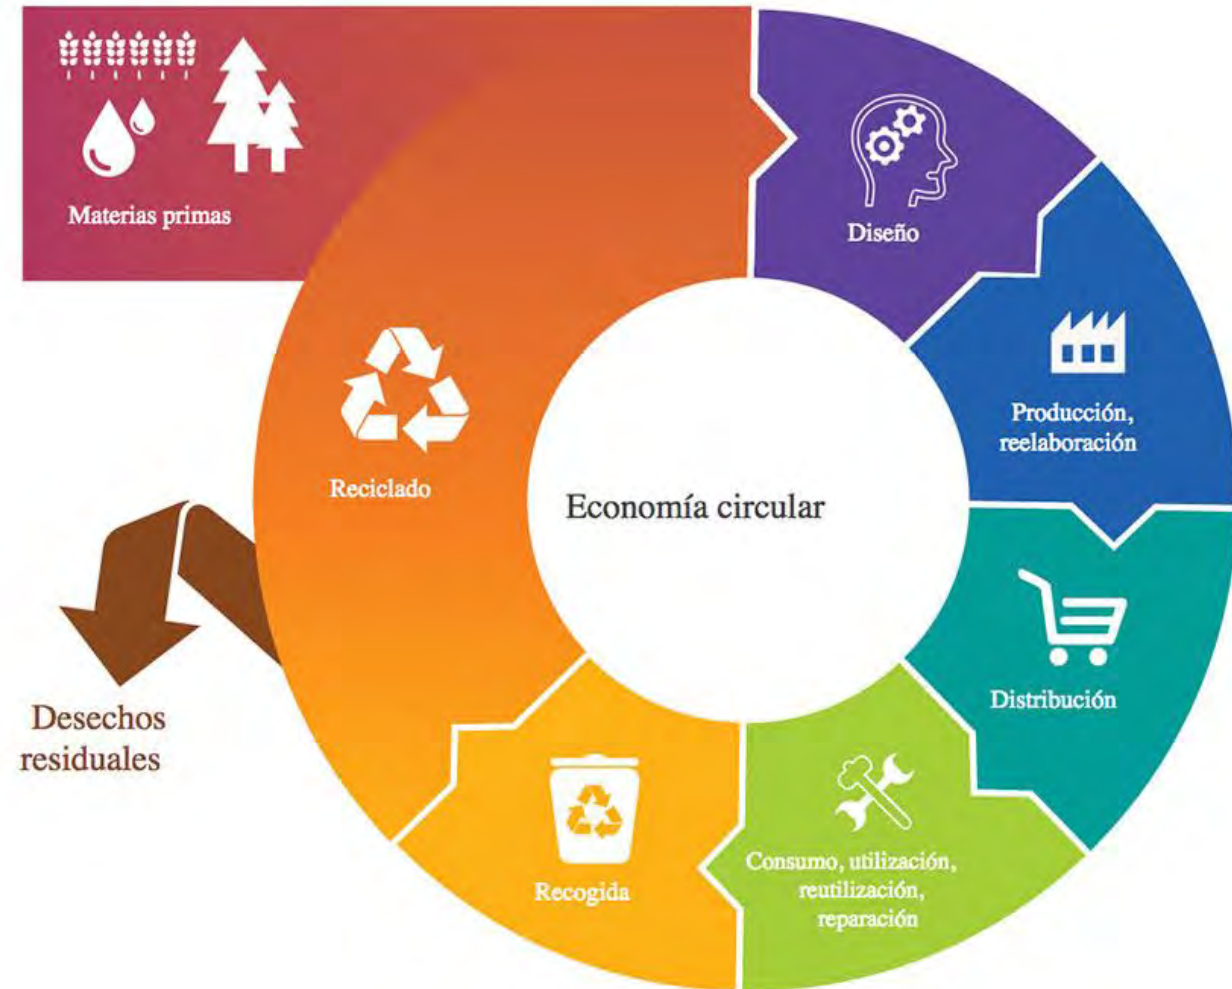 Materias primas
Diseño
Producción,
reelaboración
Reciclado
Economía circular
Distribución
Desechos
residuales
Consumo, utilización,
reutilización,
reparación
Recogida